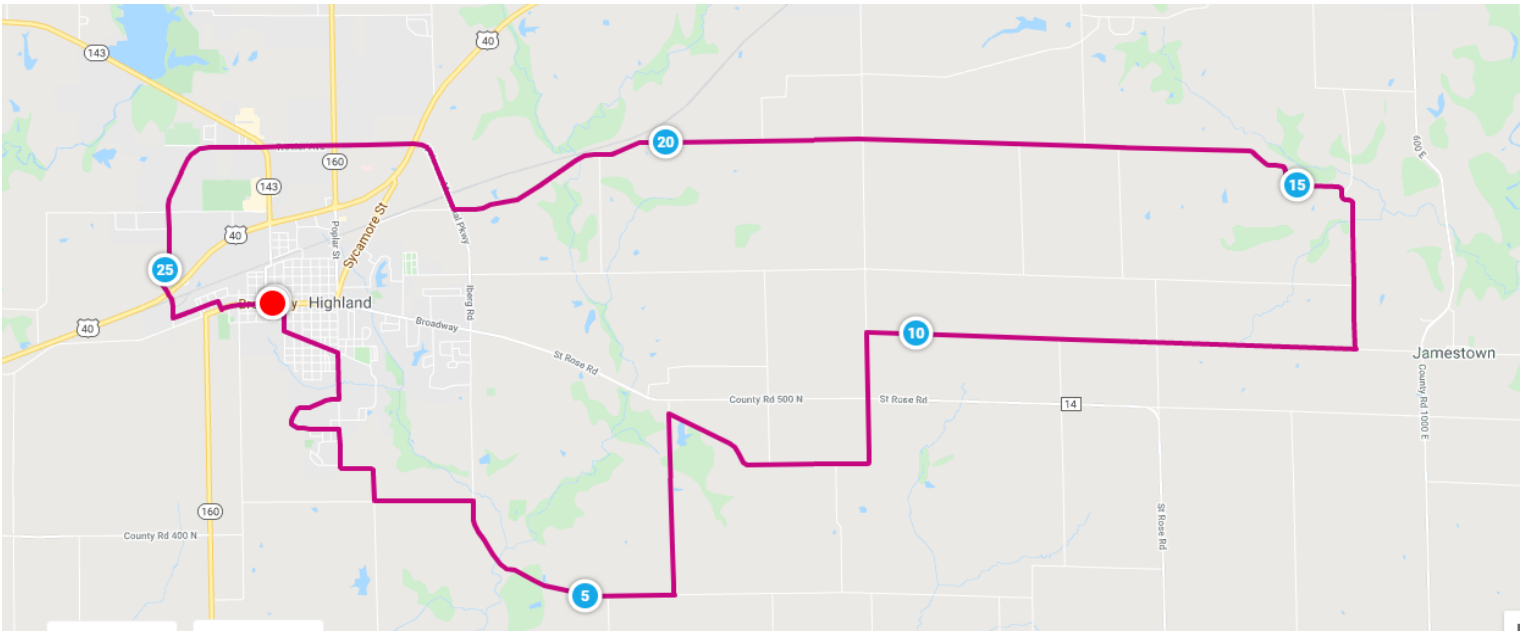 40
143
20
160
600 E
15
143
Poplar St
Sycamore St
Pkwy
40
25
Highland
Iberg Rd
Broadway
40
10
St Rose Rd
Jamestown
County Rd 500 N
St Rose Rd
14
County Rd 1000 E
160
County Rd 400 N
St Rose Rd
5